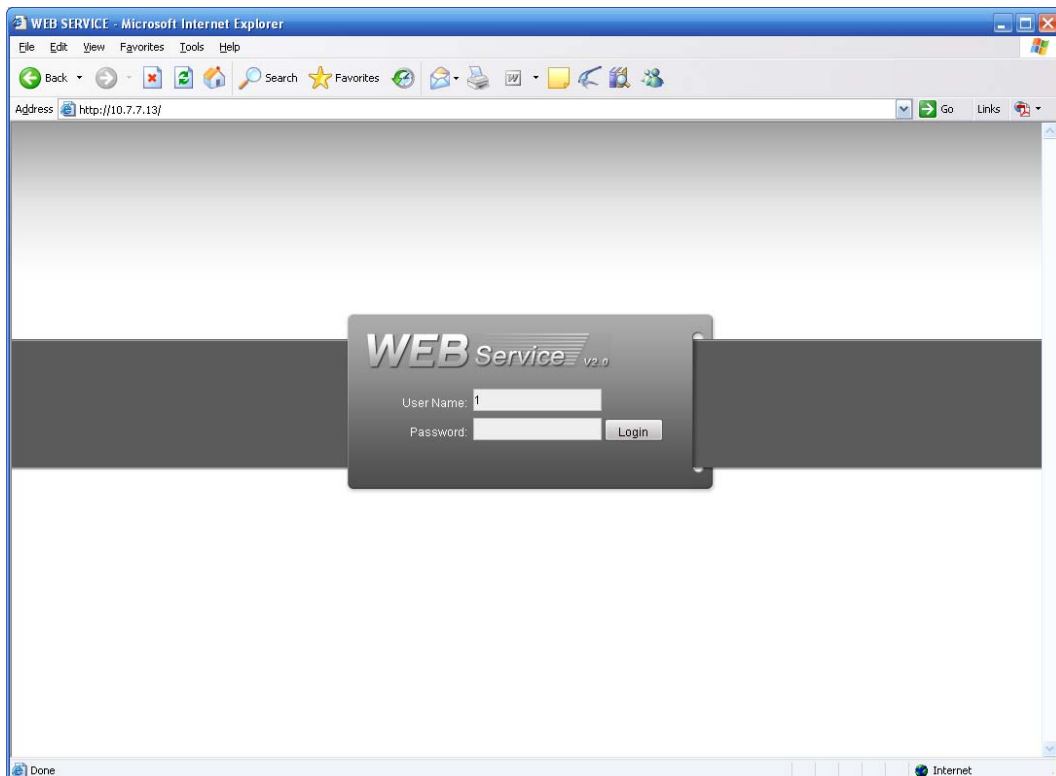 WEB SERVICE - Microsoft Internet Explorer
File Edit View Favorites Tools Help
Back Search Favorites W
Address http://10.7.7.13/ Go Links
WEB Service V2.0
User Name: 1
Password: Login
Done Internet